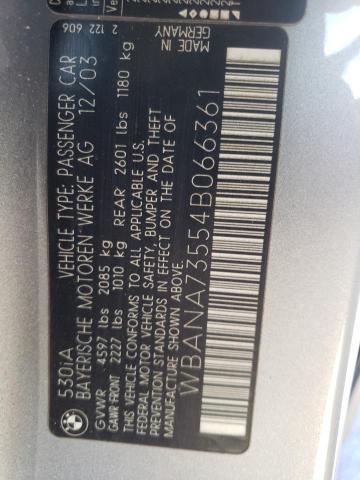 2 122 606
MADE IN
GERMANY
530iA VEHICLE TYPE: PASSENGER CAR
BAYERISCHE MOTOREN WERKE AG 12/03
GVWR 4597 lbs 2085 kg
GAWR FRONT 2227 lbs 1010 kg REAR 2601 lbs 1180 kg
THIS VEHICLE CONFORMS TO ALL APPLICABLE U.S.
FEDERAL MOTOR VEHICLE SAFETY, BUMPER AND THEFT
PREVENTION STANDARDS IN EFFECT ON THE DATE OF
MANUFACTURE SHOWN ABOVE.
WBANA73554B066361